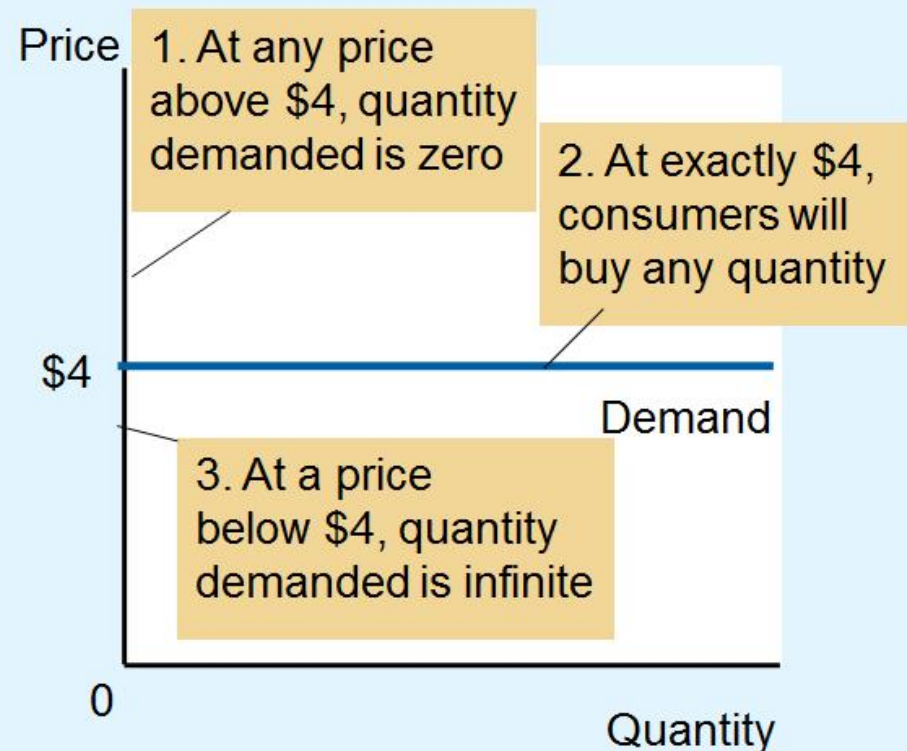 Price
1. At any price
above $4, quantity
demanded is zero
2. At exactly $4,
consumers will
buy any quantity
$4
Demand
3. At a price
below $4, quantity
demanded is infinite
0
Quantity